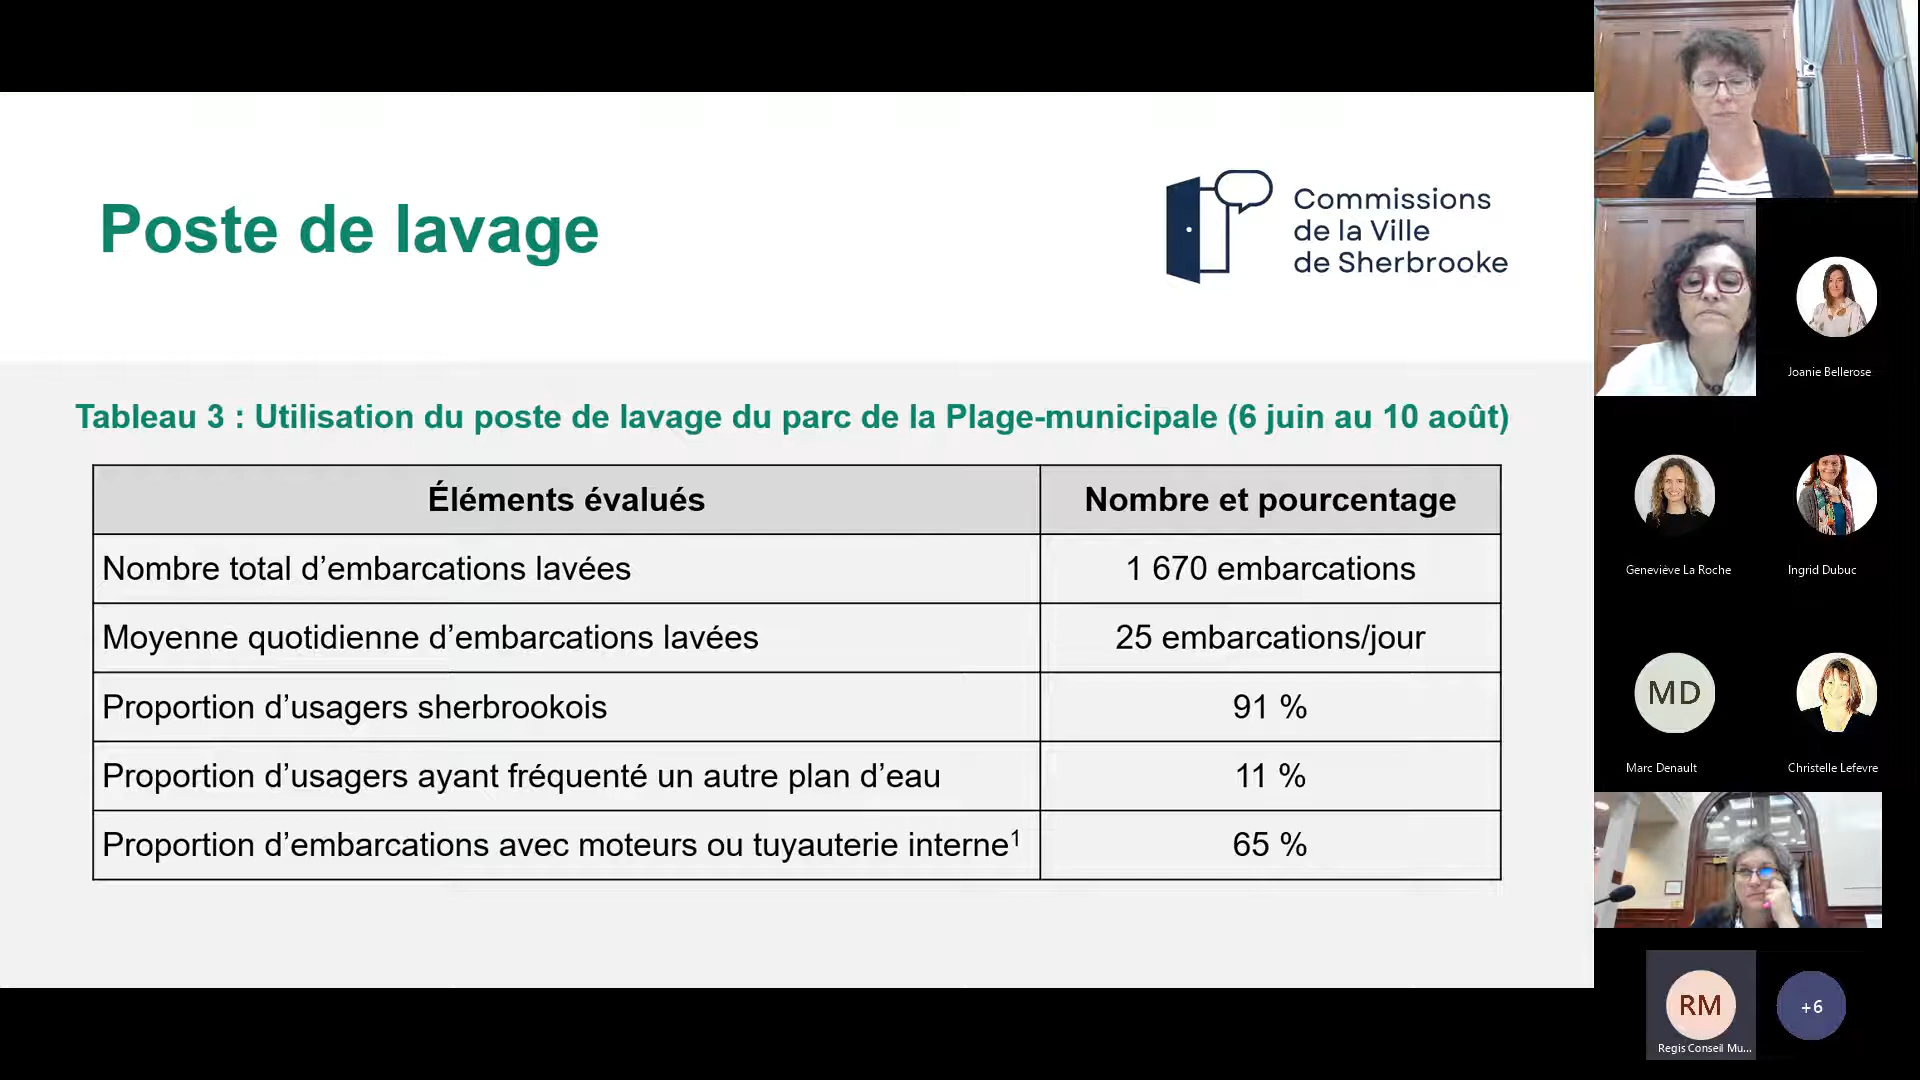 Poste de lavage
Commissions
de la Ville
de Sherbrooke
Tableau 3 : Utilisation du poste de lavage du parc de la Plage-municipale (6 juin au 10 août)
Éléments évalués
Nombre et pourcentage
Nombre total d’embarcations lavées
1 670 embarcations
Moyenne quotidienne d’embarcations lavées
25 embarcations/jour
Proportion d’usagers sherbrookois
91 %
Proportion d’usagers ayant fréquenté un autre plan d’eau
11 %
Proportion d’embarcations avec moteurs ou tuyauterie interne¹
65 %
Joanie Bellerose
Geneviève La Roche
Ingrid Dubuc
MD
Marc Denault
Christelle Lefevre
RM
Regis Conseil Mu...
+6